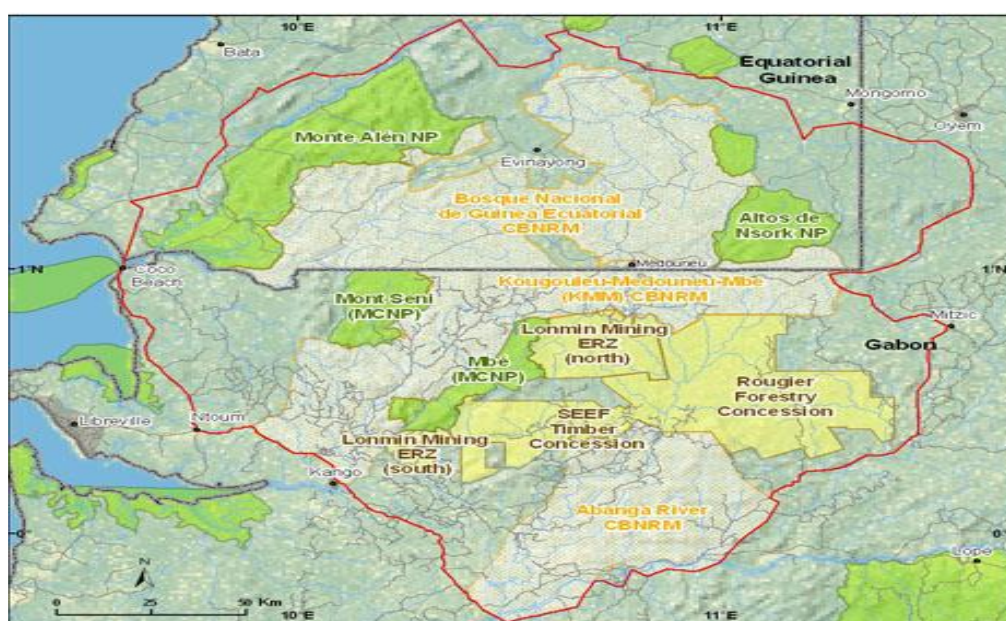 10°E
11°E
Bata
Equatorial
Guinea
Mongomo
Oyem
Monte Alén NP
Evinayong
Bosque Nacional
de Guinea Ecuatorial
CBNRM
Altos de
Nsork NP
1°N
Coco
Beach
Medouneu
1°N
Kougouleu-Medouneu-Mbe
(KMM) CBNRM
Mont Seni
(MCNP)
Mitzic
Lonmin Mining
ERZ
(north)
Gabon
Mbe
(MCNP)
Rougier
Forestry
Concession
Libreville
Ntoum
SEEF
Timber
Concession
Lonmin Mining
ERZ
(south)
Kango
Abanga River
CBNRM
0°
0°
Lope
N
0 25 50 Km
10°E
11°E